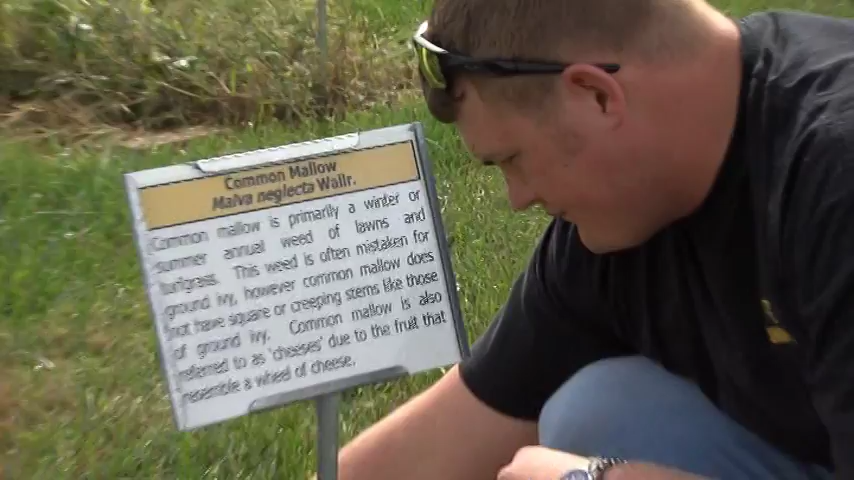 Common Mallow
Malva neglecta Wallr.
Common mallow is primarily a winter or
summer annual weed of lawns and
turfgrass. This weed is often mistaken for
ground ivy, however common mallow does
not have square or creeping stems like those
of ground ivy. Common mallow is also
referred to as 'cheeses' due to the fruit that
resemble a wheel of cheese.